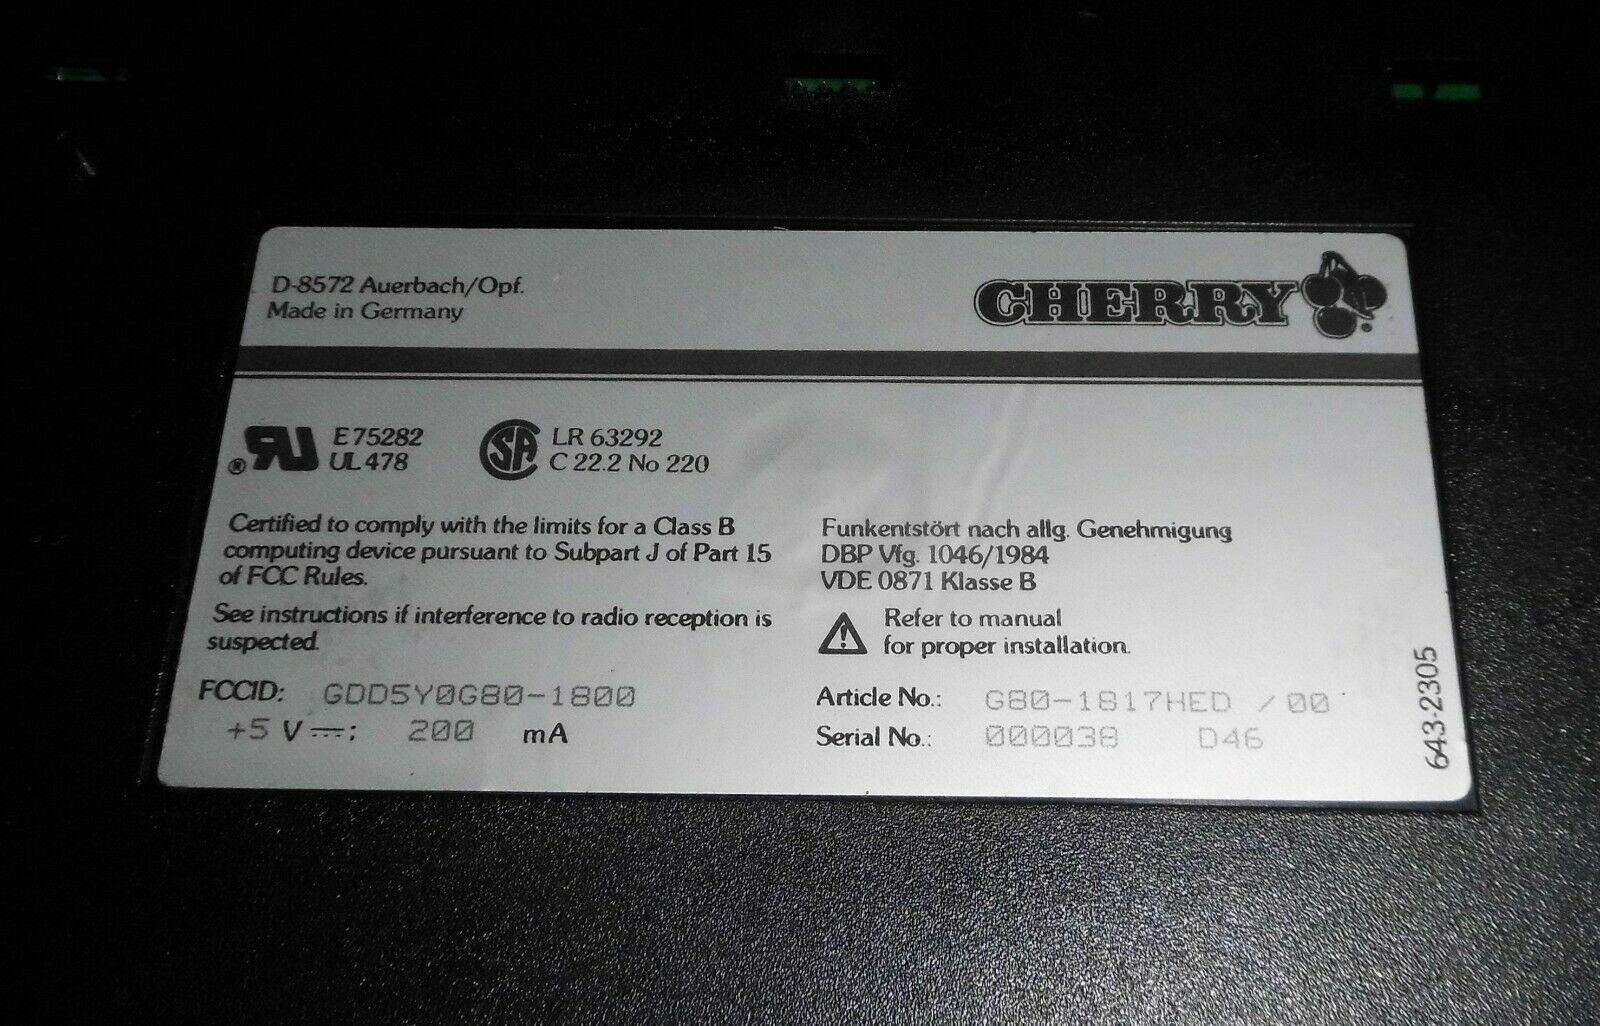 D-8572 Auerbach/Opf.
Made in Germany
CHERRY
®
E 75282
UL 478
®
LR 63292
C 22.2 No 220
Certified to comply with the limits for a Class B
computing device pursuant to Subpart J of Part 15
of FCC Rules.
See instructions if interference to radio reception is
suspected.
FCCID: GDD5Y0G80-1800
+5 V ⎓: 200 mA
Funkentstört nach allg. Genehmigung
DBP Vfg. 1046/1984
VDE 0871 Klasse B
Refer to manual
for proper installation.
Article No.: G80-1817HED /00
Serial No.: 000038 D46
643-2305